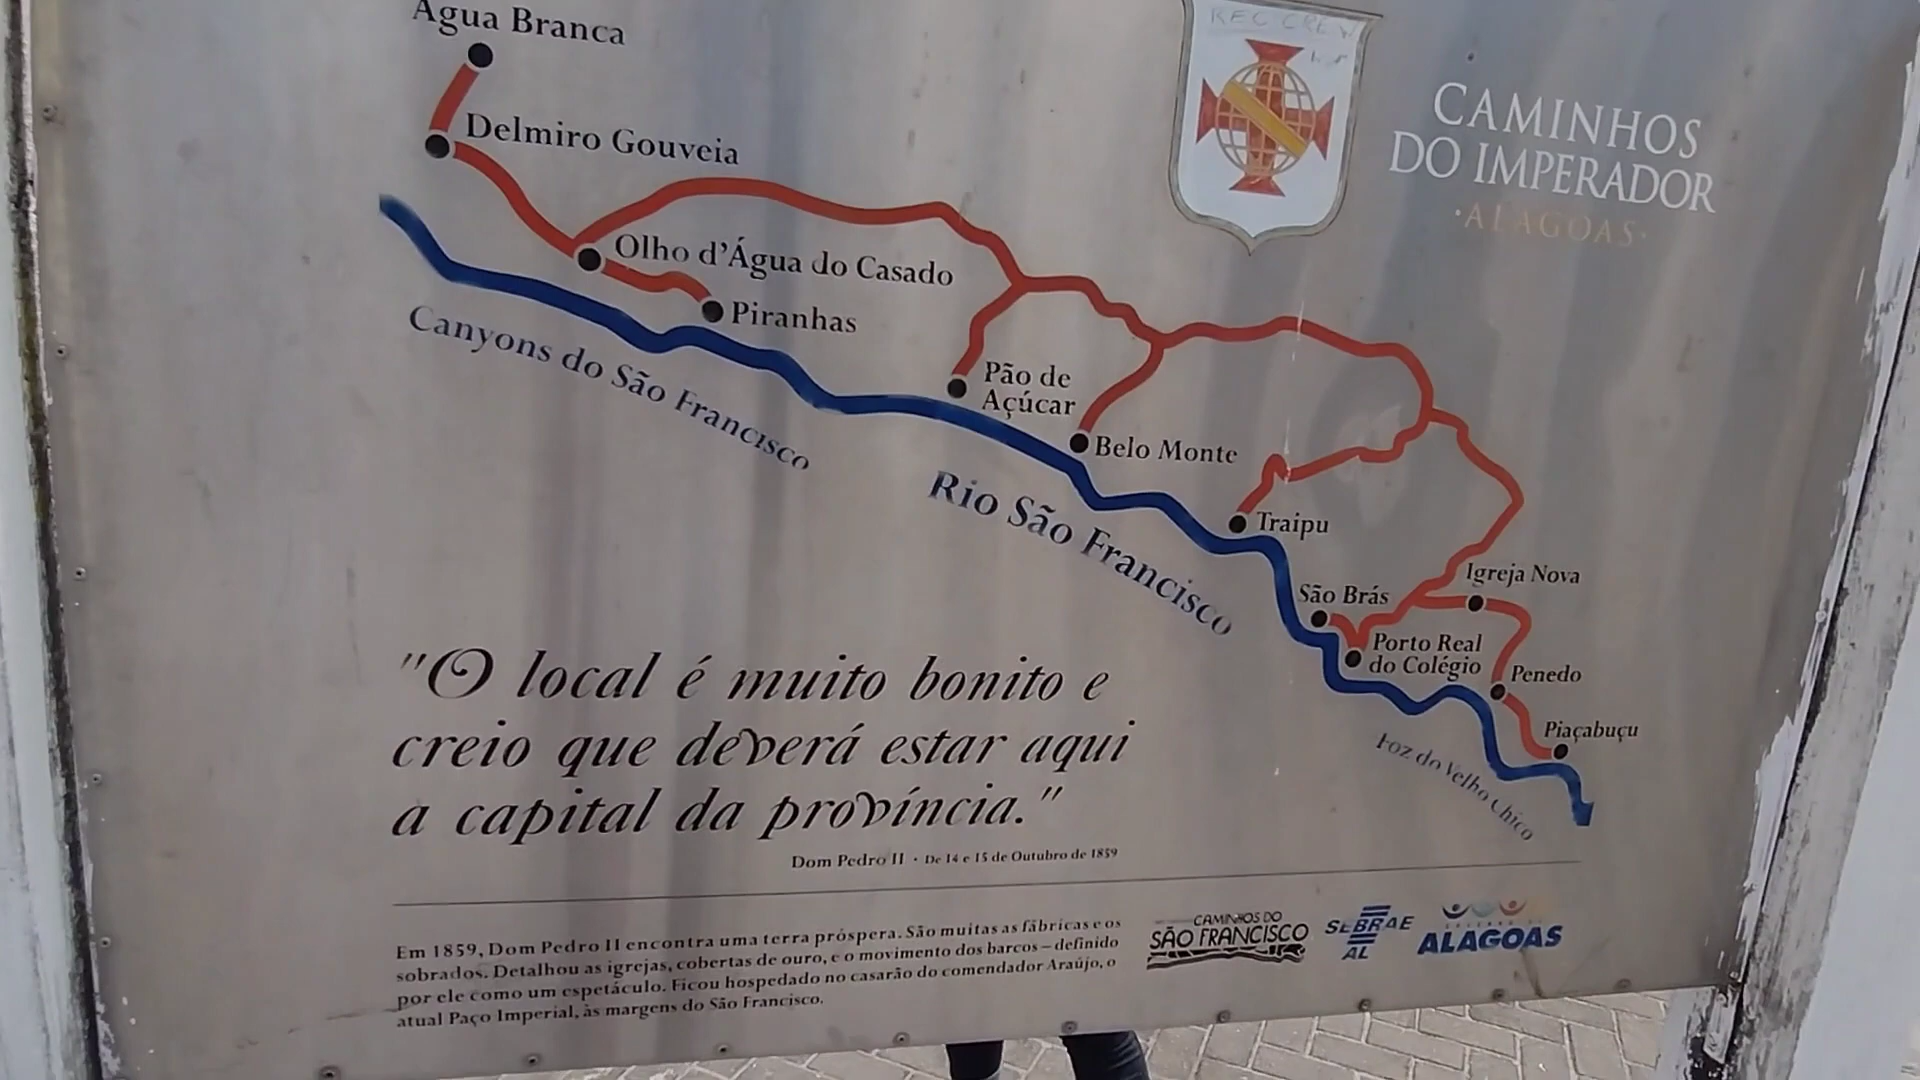 Água Branca
Delmiro Gouveia
Olho d'Água do Casado
Piranhas
Canyons do São Francisco
Pão de
Açúcar
Belo Monte
Rio São Francisco
Traipu
Igreja Nova
São Brás
Porto Real
do Colégio
Penedo
Piaçabuçu
Foz do Velho Chico
REC CREW
CAMINHOS
DO IMPERADOR
·ALAGOAS·
"O local é muito bonito e
creio que deverá estar aqui
a capital da província."
Dom Pedro II · De 14 e 15 de Outubro de 1859
Em 1859, Dom Pedro II encontra uma terra próspera. São muitas as fábricas e os
sobrados. Detalhou as igrejas, cobertas de ouro, e o movimento dos barcos – definido
por ele como um espetáculo. Ficou hospedado no casarão do comendador Araújo, o
atual Paço Imperial, às margens do São Francisco.
CAMINHOS DO
SÃO FRANCISCO
SEBRAE
AL
ALAGOAS